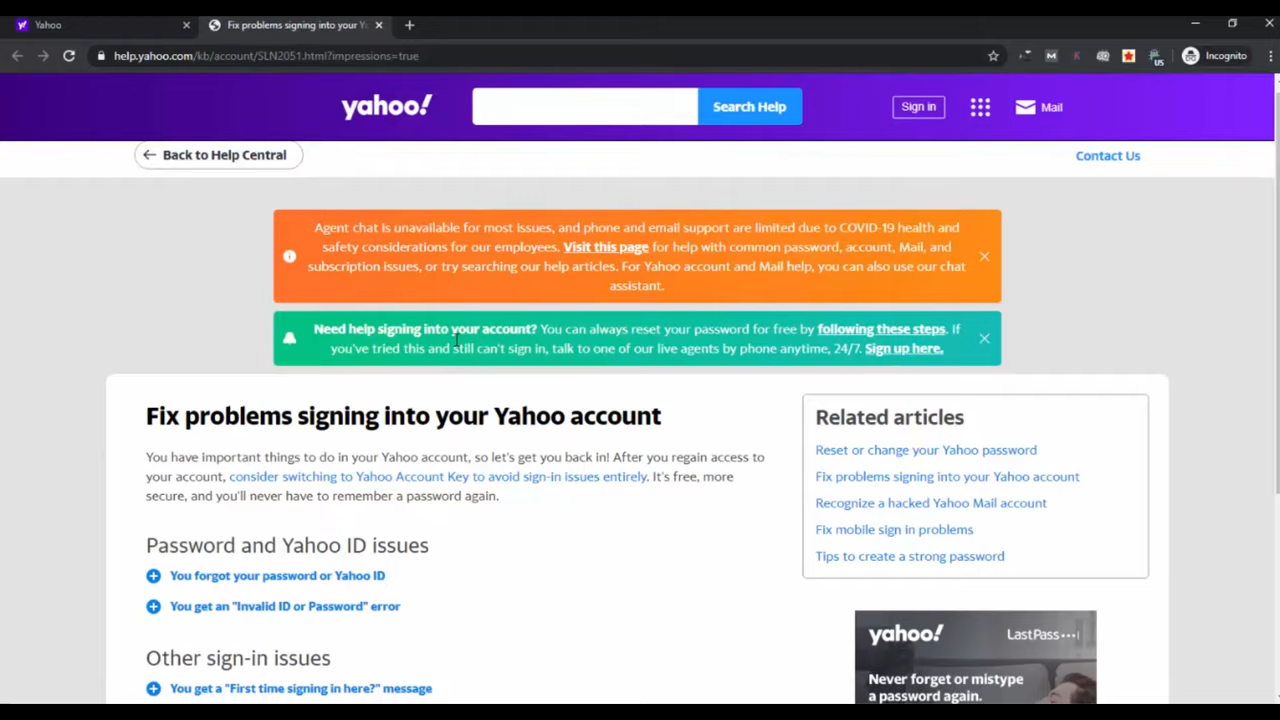 Yahoo
Fix problems signing into your Y
help.yahoo.com/kb/account/SLN2051.html?impressions=true
M
K
US
Incognito
yahoo!
Search Help
Sign in
Mail
Back to Help Central
Contact Us
Agent chat is unavailable for most issues, and phone and email support are limited due to COVID-19 health and
safety considerations for our employees. Visit this page for help with common password, account, Mail, and
subscription issues, or try searching our help articles. For Yahoo account and Mail help, you can also use our chat
assistant.
Need help signing into your account? You can always reset your password for free by following these steps. If
you've tried this and still can't sign in, talk to one of our live agents by phone anytime, 24/7. Sign up here.
Fix problems signing into your Yahoo account
You have important things to do in your Yahoo account, so let's get you back in! After you regain access to
your account, consider switching to Yahoo Account Key to avoid sign-in issues entirely. It's free, more
secure, and you'll never have to remember a password again.
Password and Yahoo ID issues
You forgot your password or Yahoo ID
You get an "Invalid ID or Password" error
Other sign-in issues
You get a "First time signing in here?" message
Related articles
Reset or change your Yahoo password
Fix problems signing into your Yahoo account
Recognize a hacked Yahoo Mail account
Fix mobile sign in problems
Tips to create a strong password
yahoo! LastPass
Never forget or mistype
a password again.